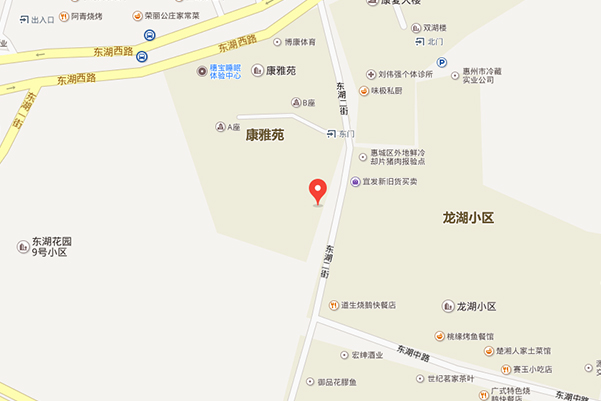 康复大楼
出入口
阿青烧烤
荣丽公庄家常菜
双湖楼
北门
博康体育
东湖西路
东湖西路
穗宝睡眠
体验中心
康雅苑
刘伟强个体诊所
惠州市冷藏
实业公司
味极私厨
东湖二街
东湖一街
B座
A座
康雅苑
东门
惠城区外地鲜冷
却片猪肉报验点
宜发新旧货买卖
龙湖小区
东湖花园
9号小区
东湖二街
道生烧鹅快餐店
龙湖小区
桃缘烤鱼餐馆
东湖中路
宏绅酒业
楚湘人家土菜馆
赛玉小吃店
御品花膠鱼
世纪茗家茶叶
广式特色烧
鹅快餐店
东湖中路
P